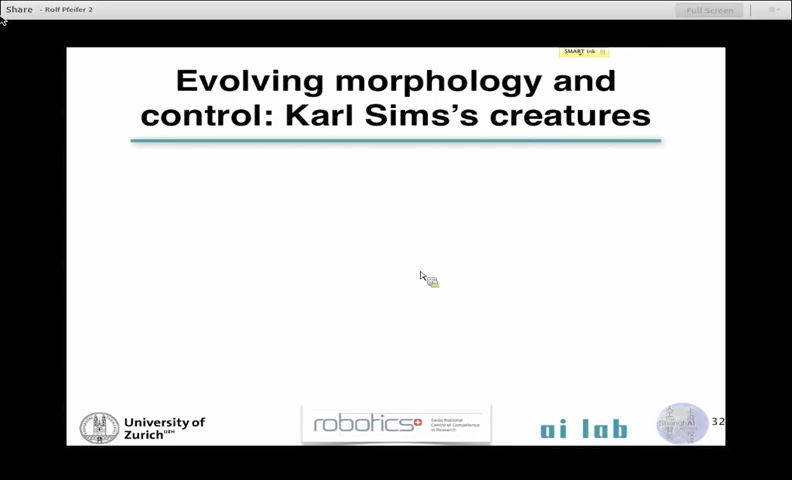 Share - Rolf Pfeifer 2
Full Screen
SMART Ink
Evolving morphology and
control: Karl Sims's creatures
University of
Zurich UZH
robotics
Swiss National
Centre of Competence
in Research
ai lab
ShanghAI
32